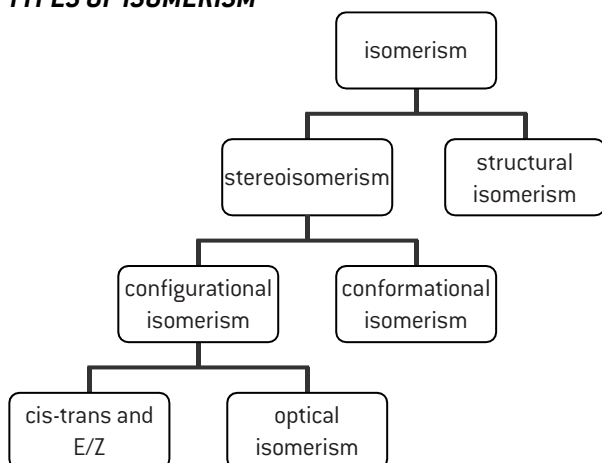 TYPES OF ISOMERISM
isomerism
stereoisomerism
structural
isomerism
configurational
isomerism
conformational
isomerism
cis-trans and
E/Z
optical
isomerism